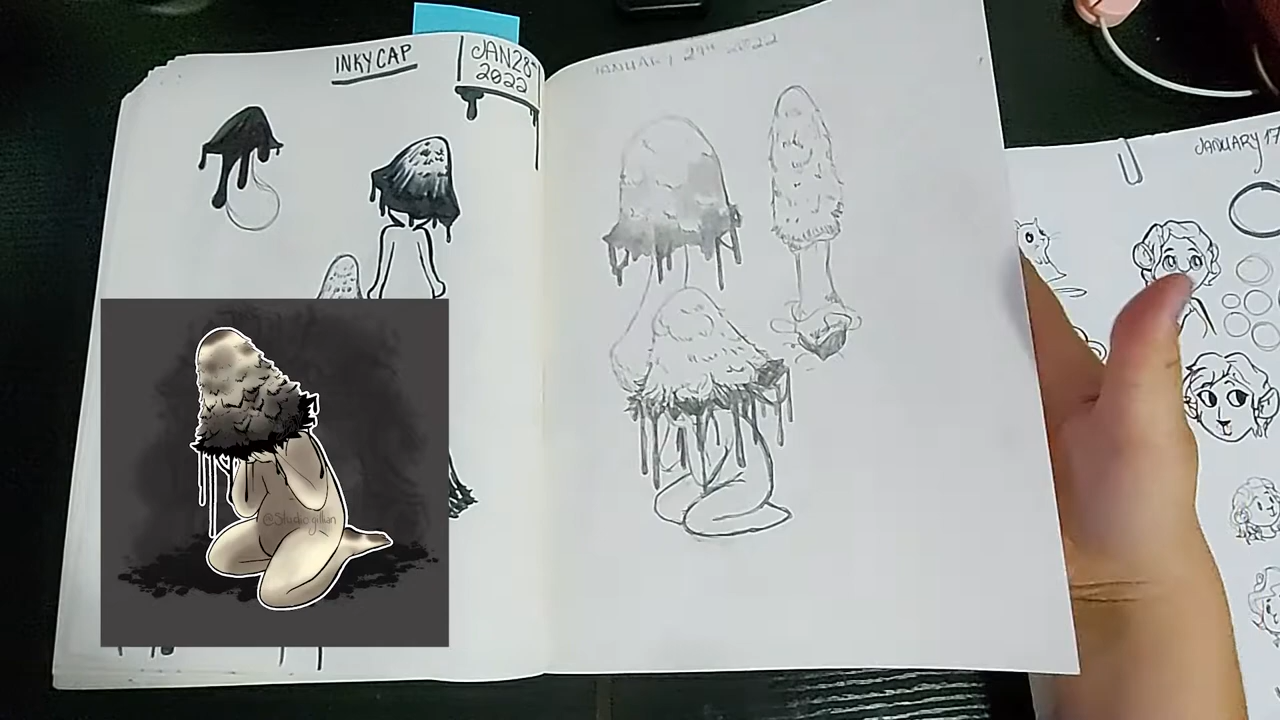 INKY CAP
JAN 28TH
2022
JANUARY 29TH 2022
JANUARY 17
@Studio.gillian